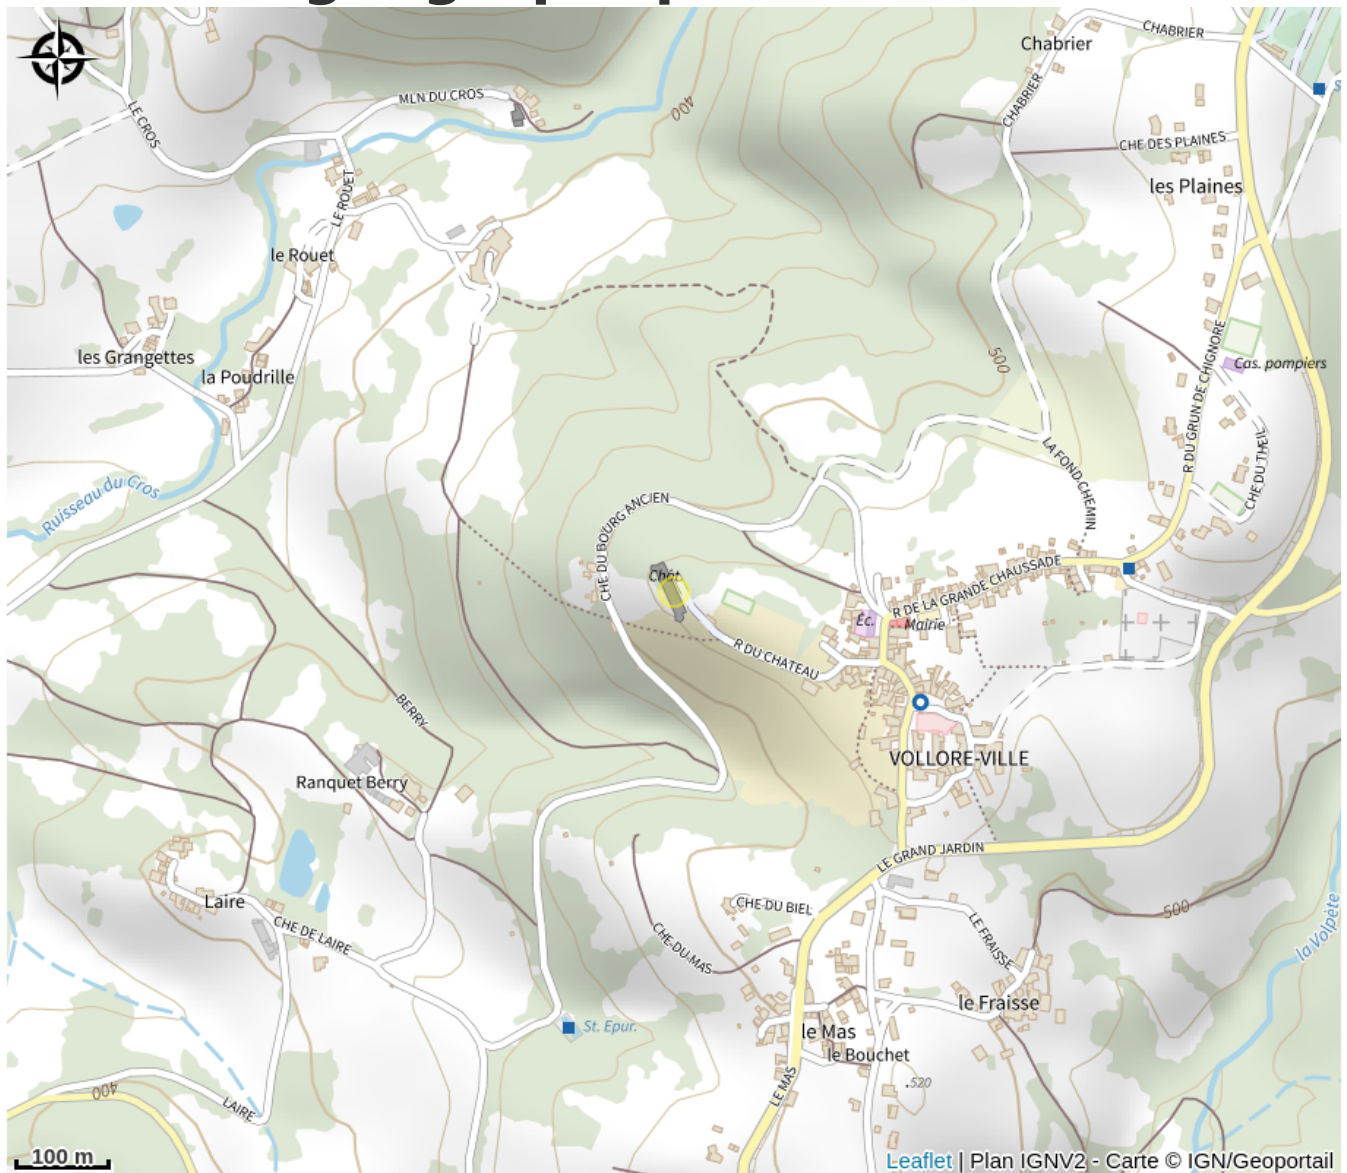 CHABRIER
Chabrier
MLN DU CROS
400
CHABRIER
LE CROS
CHE DES PLAINES
les Plaines
LE ROUET
le Rouet
les Grangettes
la Poudrille
500
R DU GRUN DE CHIGNORE
Cas. pompiers
CHE DU THEIL
LA FOND-CHEMIN
Ruisseau du Cros
CHE DU BOURG ANCIEN
Chât.
R DE LA GRANDE CHAUSSADE
Éc.
Mairie
R DU CHATEAU
BERRY
VOLLORE-VILLE
Ranquet Berry
LE GRAND JARDIN
Laire
CHE DE LAIRE
CHE DU BIEL
CHE-DU-MAS
LE FRAISSE
500
la Volpète
le Fraisse
St. Epur.
le Mas
le Bouchet
.520
LE MAS
400
LAIRE
100 m
Leaflet | Plan IGNV2 - Carte © IGN/Geoportail